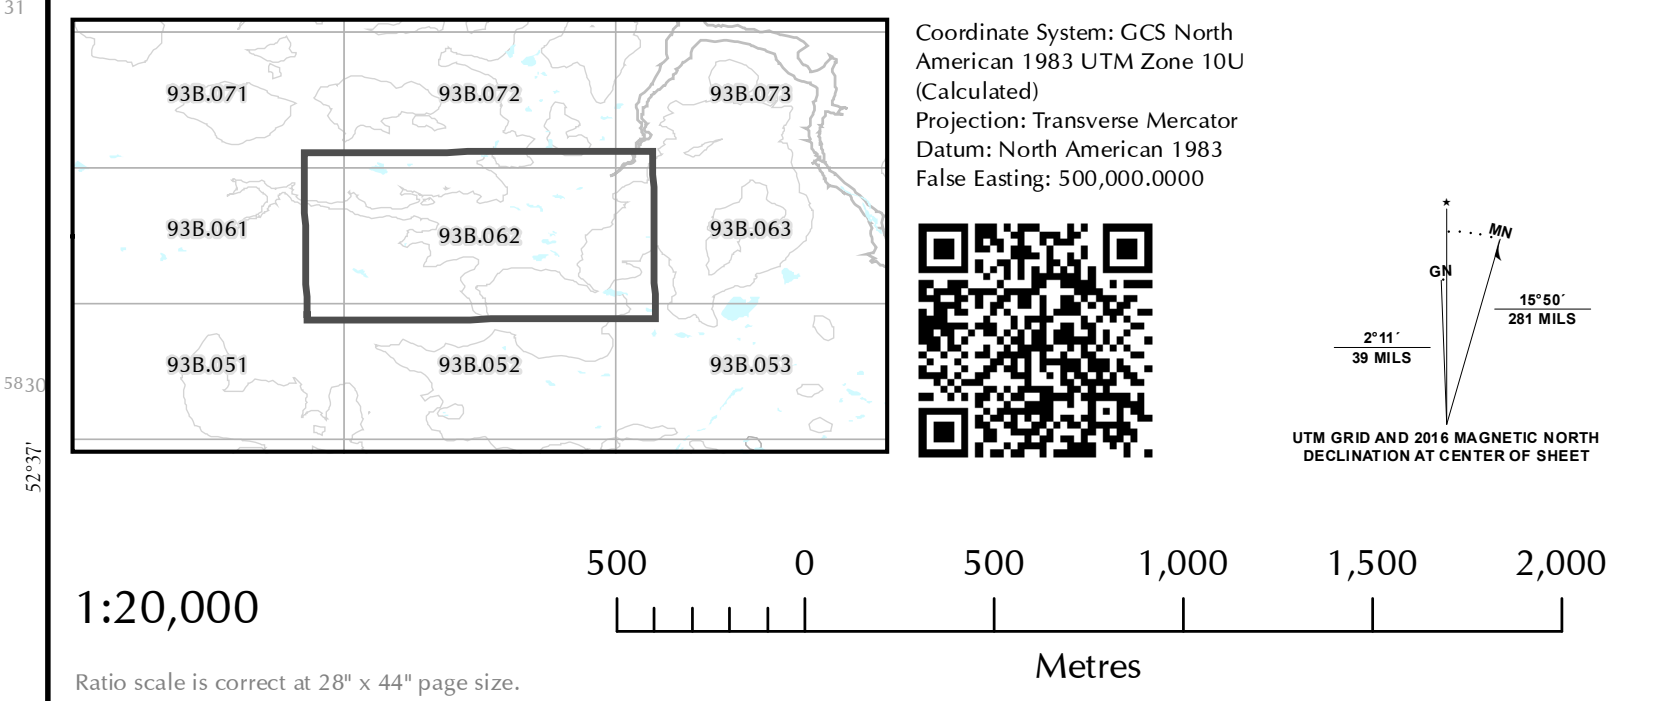 31
93B.071 93B.072 93B.073
93B.061 93B.062 93B.063
93B.051 93B.052 93B.053
5830
52°37"
Coordinate System: GCS North
American 1983 UTM Zone 10U
(Calculated)
Projection: Transverse Mercator
Datum: North American 1983
False Easting: 500,000.0000
MN
GN
15°50´
281 MILS
2°11´
39 MILS
UTM GRID AND 2016 MAGNETIC NORTH
DECLINATION AT CENTER OF SHEET
1:20,000
500 0 500 1,000 1,500 2,000
Metres
Ratio scale is correct at 28" x 44" page size.